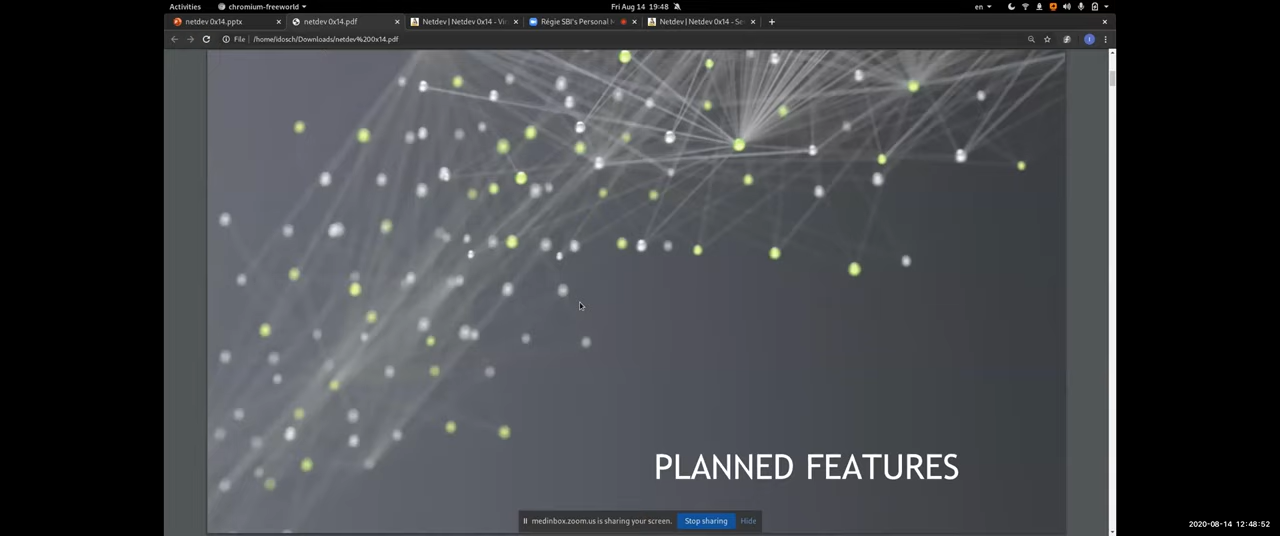 Activities chromium-freeworld Fri Aug 14 19:48 en
netdev 0x14.pptx netdev 0x14.pdf Netdev | Netdev 0x14 - Vi Régie SBI's Personal Netdev | Netdev 0x14 - Se
File /home/idosch/Downloads/netdev%200x14.pdf
PLANNED FEATURES
medinbox.zoom.us is sharing your screen. Stop sharing Hide
2020-08-14 12:48:52